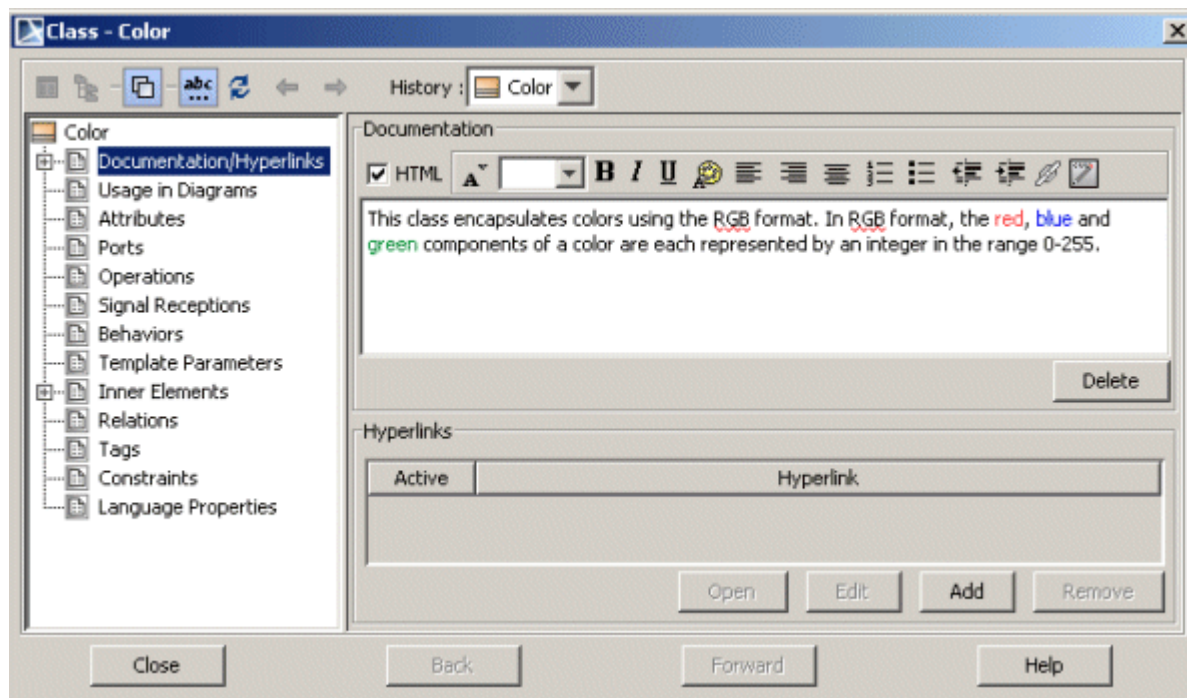 Class - Color
abc
History : Color
Color
Documentation/Hyperlinks
Usage in Diagrams
Attributes
Ports
Operations
Signal Receptions
Behaviors
Template Parameters
Inner Elements
Relations
Tags
Constraints
Language Properties
Documentation
HTML A B I U
This class encapsulates colors using the RGB format. In RGB format, the red, blue and
green components of a color are each represented by an integer in the range 0-255.
Delete
Hyperlinks
Active Hyperlink
Open Edit Add Remove
Close Back Forward Help